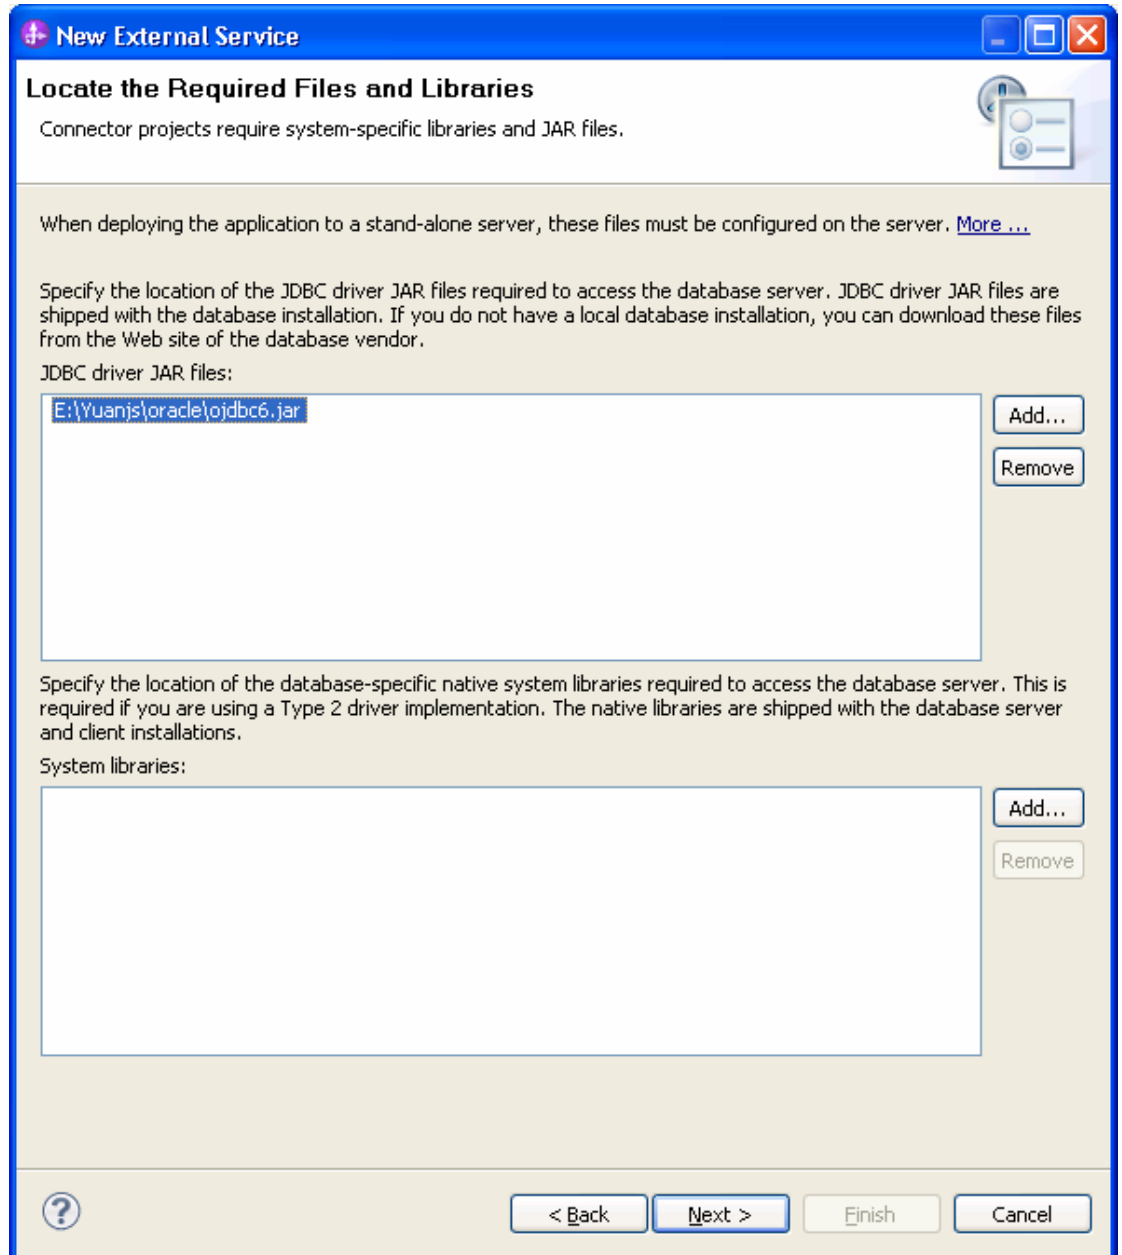 New External Service
Locate the Required Files and Libraries
Connector projects require system-specific libraries and JAR files.
When deploying the application to a stand-alone server, these files must be configured on the server. More ...
Specify the location of the JDBC driver JAR files required to access the database server. JDBC driver JAR files are
shipped with the database installation. If you do not have a local database installation, you can download these files
from the Web site of the database vendor.
JDBC driver JAR files:
E:\Yuanjs\oracle\ojdbc6.jar
Add...
Remove
Specify the location of the database-specific native system libraries required to access the database server. This is
required if you are using a Type 2 driver implementation. The native libraries are shipped with the database server
and client installations.
System libraries:
Add...
Remove
? < Back Next > Finish Cancel